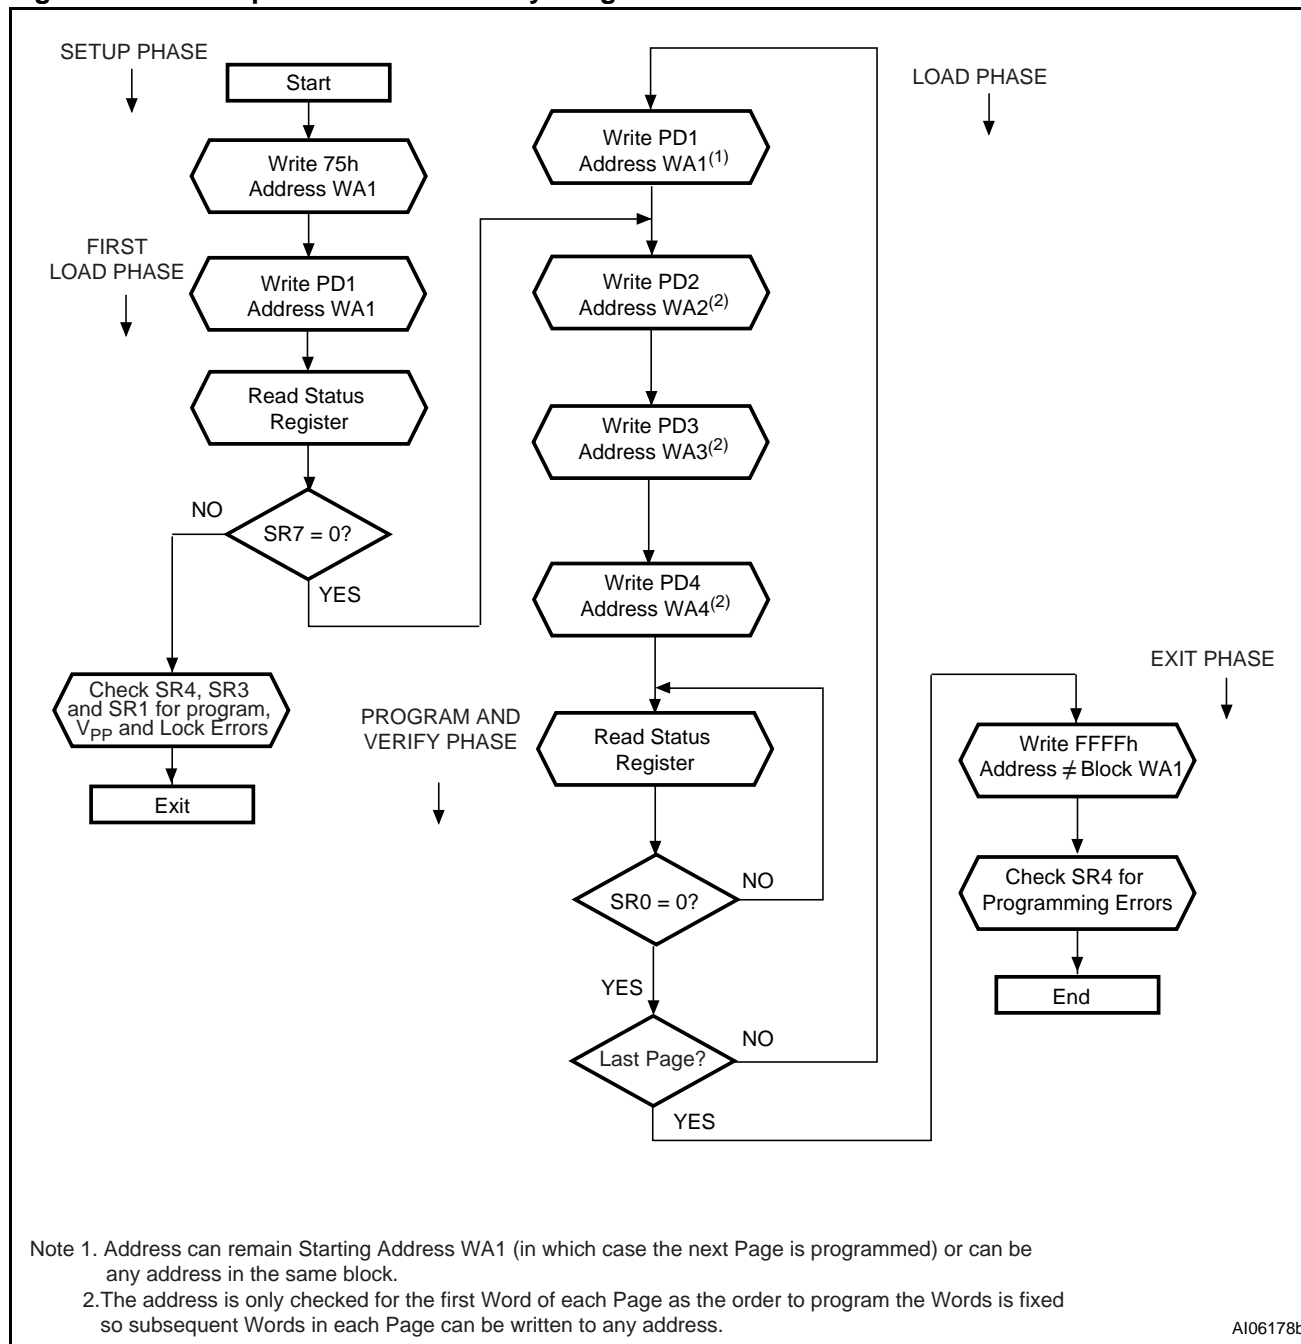 SETUP PHASE
Start
Write 75h
Address WA1
FIRST
LOAD PHASE
Write PD1
Address WA1
Read Status
Register
NO
SR7 = 0?
YES
Check SR4, SR3
and SR1 for program,
VPP and Lock Errors
Exit
LOAD PHASE
Write PD1
Address WA1(1)
Write PD2
Address WA2(2)
Write PD3
Address WA3(2)
Write PD4
Address WA4(2)
PROGRAM AND
VERIFY PHASE
Read Status
Register
NO
SR0 = 0?
YES
NO
Last Page?
YES
EXIT PHASE
Write FFFFh
Address ≠ Block WA1
Check SR4 for
Programming Errors
End
Note 1. Address can remain Starting Address WA1 (in which case the next Page is programmed) or can be
any address in the same block.
2.The address is only checked for the first Word of each Page as the order to program the Words is fixed
so subsequent Words in each Page can be written to any address.
AI06178b